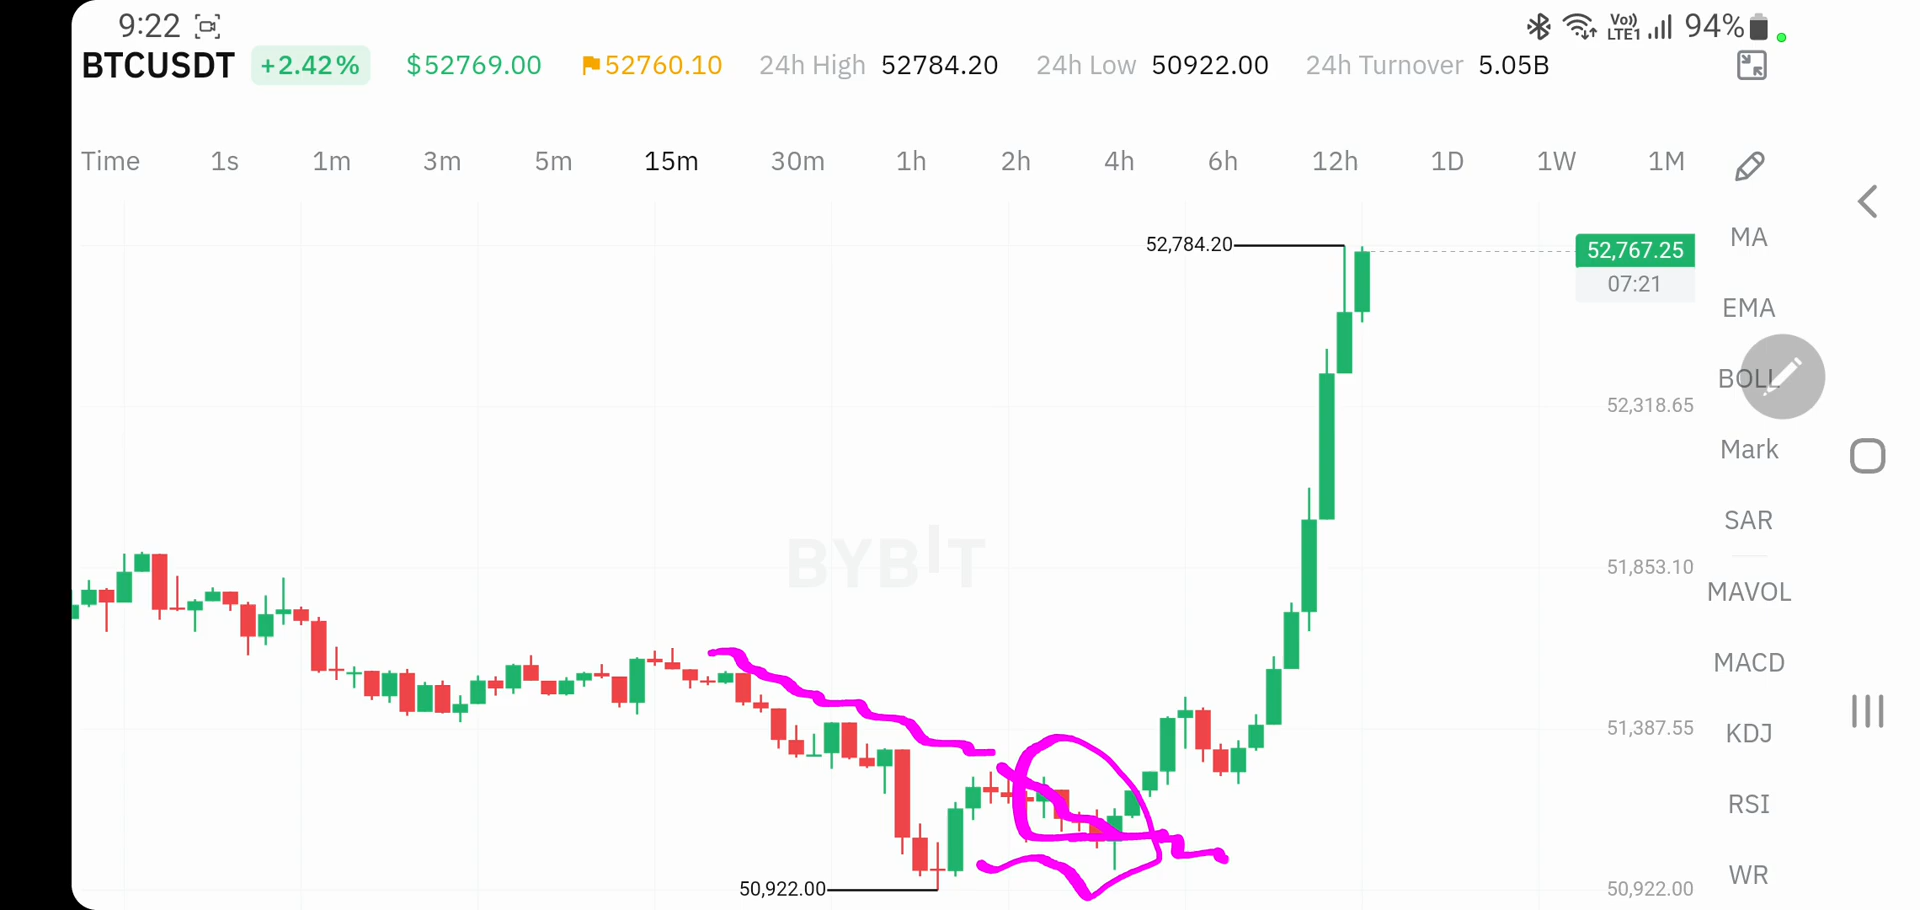 9:22 Vo)) LTE1 94%
BTCUSDT +2.42% $52769.00 52760.10 24h High 52784.20 24h Low 50922.00 24h Turnover 5.05B
Time 1s 1m 3m 5m 15m 30m 1h 2h 4h 6h 12h 1D 1W 1M
MA
52,784.20
52,767.25
07:21
EMA
BOLL
52,318.65
Mark
SAR
BYBIT
51,853.10
MAVOL
MACD
51,387.55
KDJ
RSI
WR
50,922.00
50,922.00